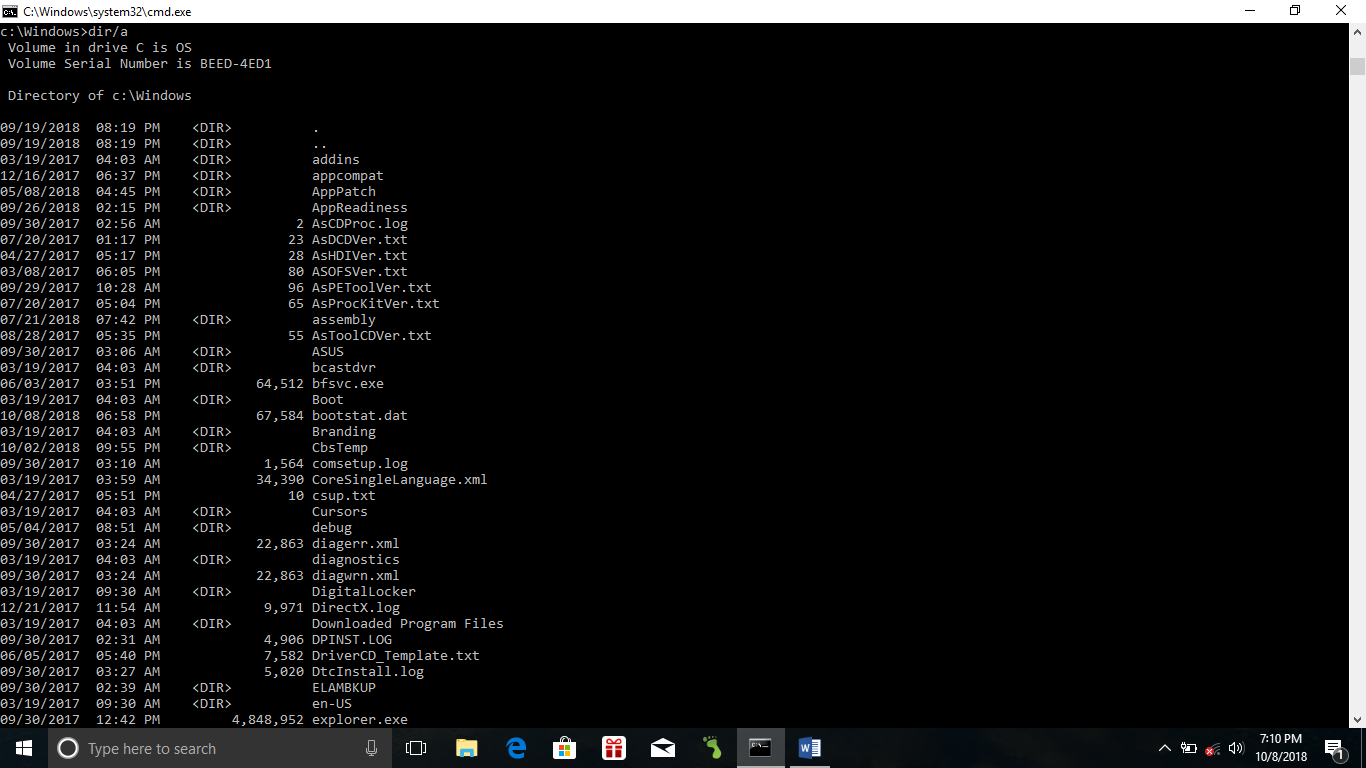 C:\Windows\system32\cmd.exe
c:\Windows>dir/a
 Volume in drive C is OS
 Volume Serial Number is BEED-4ED1

 Directory of c:\Windows

09/19/2018  08:19 PM    <DIR>          .
09/19/2018  08:19 PM    <DIR>          ..
03/19/2017  04:03 AM    <DIR>          addins
12/16/2017  06:37 PM    <DIR>          appcompat
05/08/2018  04:45 PM    <DIR>          AppPatch
09/26/2018  02:15 PM    <DIR>          AppReadiness
09/30/2017  02:56 AM                 2 AsCDProc.log
07/20/2017  01:17 PM                23 AsDCDVer.txt
04/27/2017  05:17 PM                28 AsHDIVer.txt
03/08/2017  06:05 PM                80 ASOFSVer.txt
09/29/2017  10:28 AM                96 AsPEToolVer.txt
07/20/2017  05:04 PM                65 AsProcKitVer.txt
07/21/2018  07:42 PM    <DIR>          assembly
08/28/2017  05:35 PM                55 AsToolCDVer.txt
09/30/2017  03:06 AM    <DIR>          ASUS
03/19/2017  04:03 AM    <DIR>          bcastdvr
06/03/2017  03:51 PM            64,512 bfsvc.exe
03/19/2017  04:03 AM    <DIR>          Boot
10/08/2018  06:58 PM            67,584 bootstat.dat
03/19/2017  04:03 AM    <DIR>          Branding
10/02/2018  09:55 PM    <DIR>          CbsTemp
09/30/2017  03:10 AM             1,564 comsetup.log
03/19/2017  03:59 AM            34,390 CoreSingleLanguage.xml
04/27/2017  05:51 PM                10 csup.txt
03/19/2017  04:03 AM    <DIR>          Cursors
05/04/2017  08:51 AM    <DIR>          debug
09/30/2017  03:24 AM            22,863 diagerr.xml
03/19/2017  04:03 AM    <DIR>          diagnostics
09/30/2017  03:24 AM            22,863 diagwrn.xml
03/19/2017  09:30 AM    <DIR>          DigitalLocker
12/21/2017  11:54 AM             9,971 DirectX.log
03/19/2017  04:03 AM    <DIR>          Downloaded Program Files
09/30/2017  02:31 AM             4,906 DPINST.LOG
06/05/2017  05:40 PM             7,582 DriverCD_Template.txt
09/30/2017  03:27 AM             5,020 DtcInstall.log
09/30/2017  02:39 AM    <DIR>          ELAMBKUP
03/19/2017  09:30 AM    <DIR>          en-US
09/30/2017  12:42 PM         4,848,952 explorer.exe
Type here to search
7:10 PM
10/8/2018
1